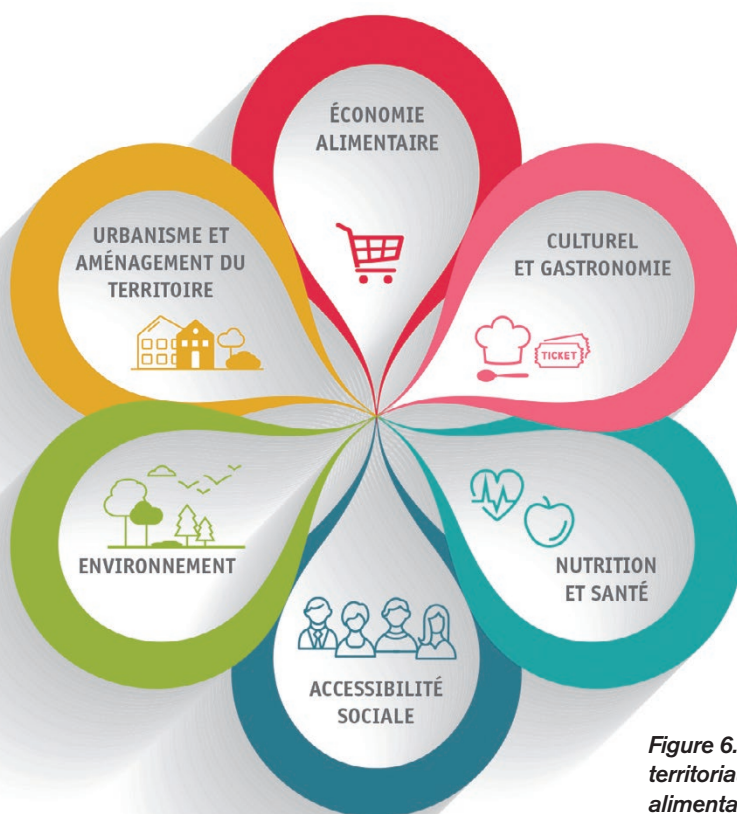 ÉCONOMIE
ALIMENTAIRE
CULTUREL
ET GASTRONOMIE
TICKET
NUTRITION
ET SANTÉ
ACCESSIBILITÉ
SOCIALE
ENVIRONNEMENT
URBANISME ET
AMÉNAGEMENT DU
TERRITOIRE
Figure 6.
territoria
alimenta